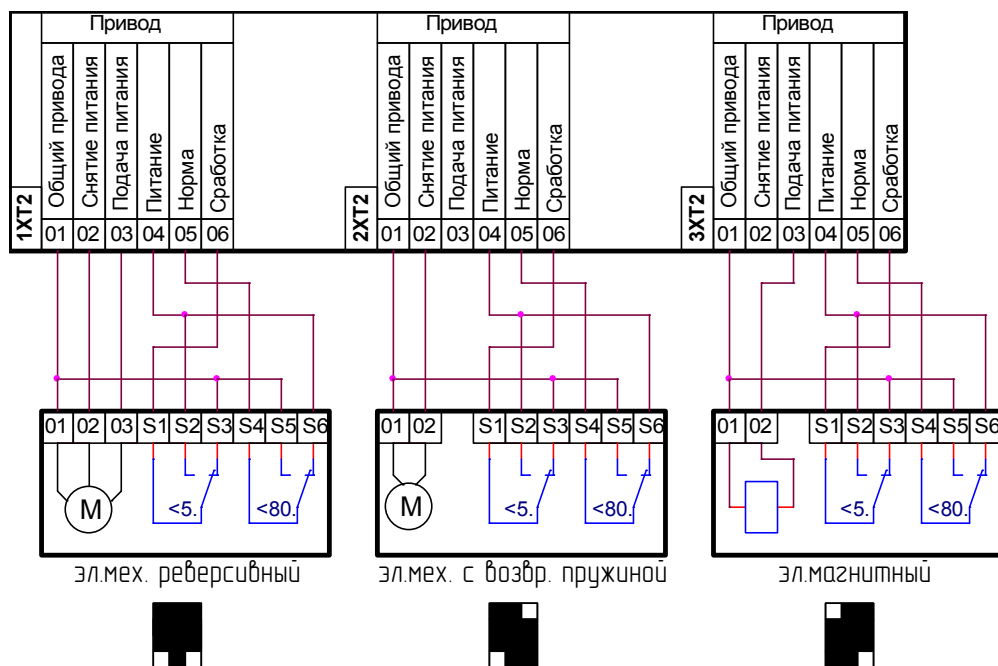 Привод Привод Привод
1XT2 Общий привода Снятие питания Подача питания Питание Норма Сработка
01 02 03 04 05 06
2XT2 Общий привода Снятие питания Подача питания Питание Норма Сработка
01 02 03 04 05 06
3XT2 Общий привода Снятие питания Подача питания Питание Норма Сработка
01 02 03 04 05 06
01 02 03 S1 S2 S3 S4 S5 S6
M <5. <80.
эл.мех. реверсивный
01 02 S1 S2 S3 S4 S5 S6
M <5. <80.
эл.мех. с возвр. пружиной
01 02 S1 S2 S3 S4 S5 S6
<5. <80.
эл.магнитный